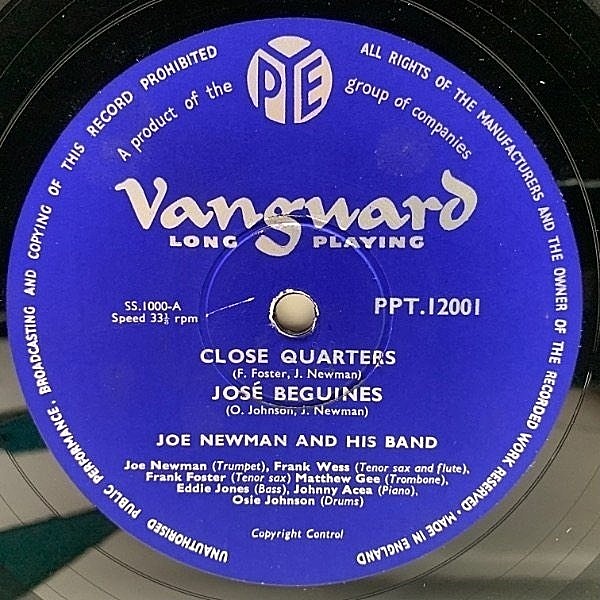 UNAUTHORISED PUBLIC PERFORMANCE, BROADCASTING AND COPYING OF THIS RECORD PROHIBITED
ALL RIGHTS OF THE MANUFACTURERS AND THE OWNER OF THE RECORDED WORK RESERVED · MADE IN ENGLAND
A product of the PYE group of companies
Vanguard
LONG PLAYING
SS.1000-A
Speed 33⅓ rpm
PPT.12001
CLOSE QUARTERS
(F. Foster, J. Newman)
JOSÉ BEGUINES
(O. Johnson, J. Newman)
JOE NEWMAN AND HIS BAND
Joe Newman (Trumpet), Frank Wess (Tenor sax and flute),
Frank Foster (Tenor sax) Matthew Gee (Trombone),
Eddie Jones (Bass), Johnny Acea (Piano),
Osie Johnson (Drums)
Copyright Control